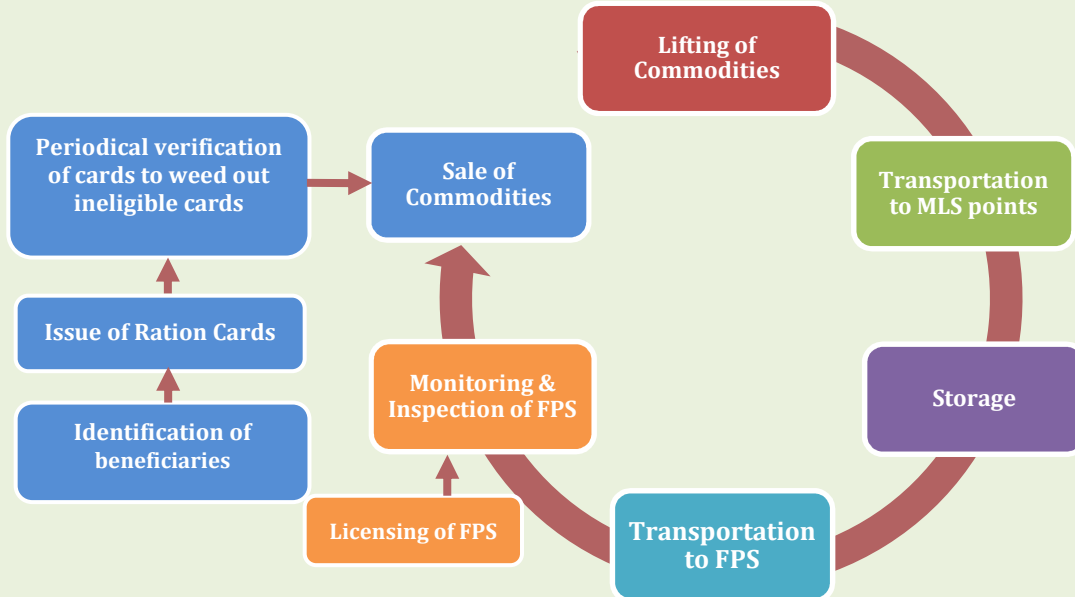 Lifting of
Commodities
Periodical verification
of cards to weed out
ineligible cards
Sale of
Commodities
Transportation
to MLS points
Issue of Ration Cards
Monitoring &
Inspection of FPS
Storage
Identification of
beneficiaries
Licensing of FPS
Transportation
to FPS